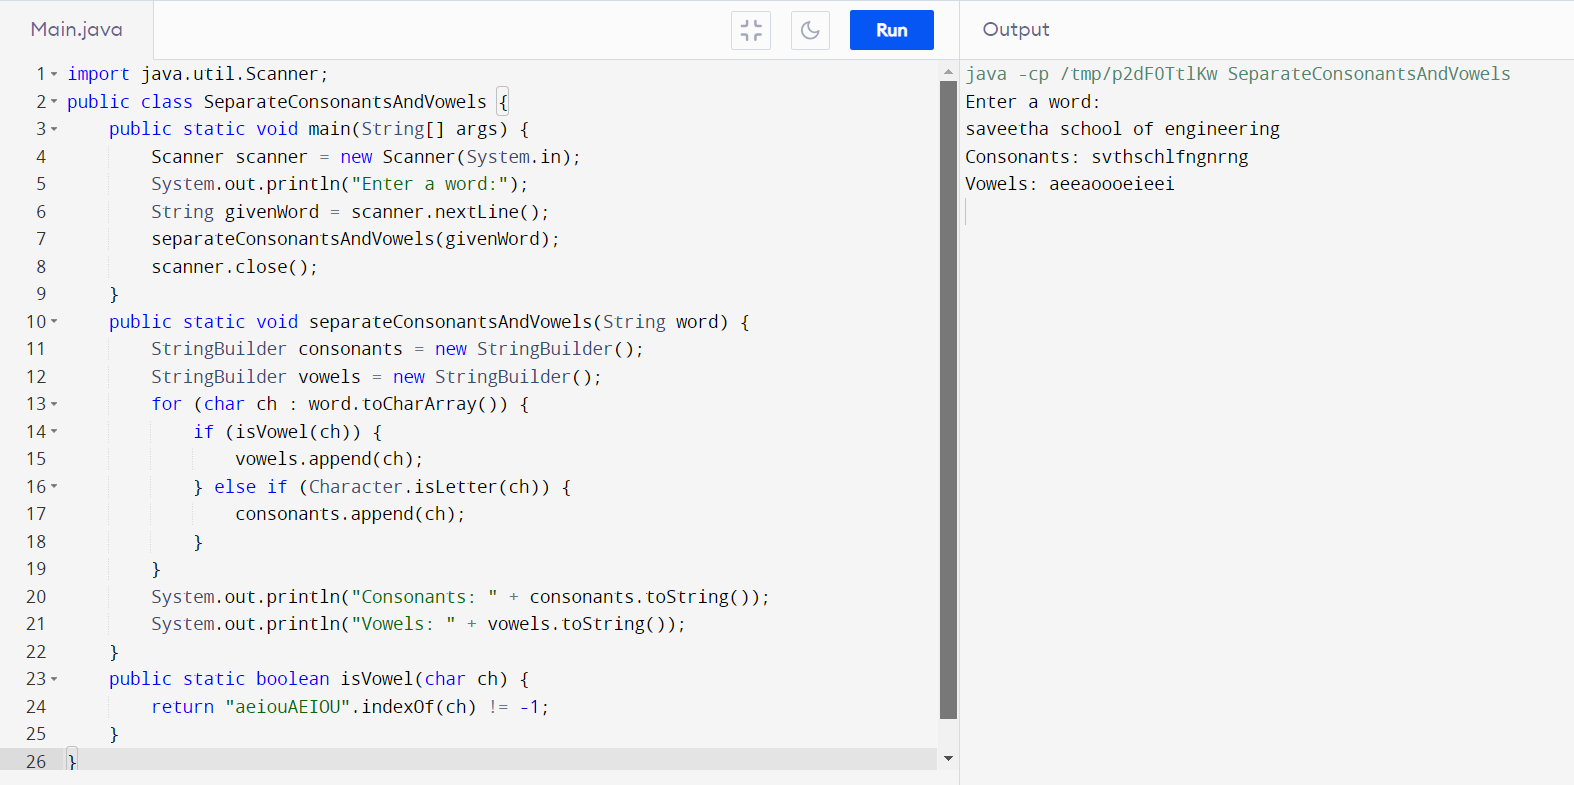 Main.java
Run
Output
1 import java.util.Scanner;
2 public class SeparateConsonantsAndVowels {
3     public static void main(String[] args) {
4         Scanner scanner = new Scanner(System.in);
5         System.out.println("Enter a word:");
6         String givenWord = scanner.nextLine();
7         separateConsonantsAndVowels(givenWord);
8         scanner.close();
9     }
10     public static void separateConsonantsAndVowels(String word) {
11         StringBuilder consonants = new StringBuilder();
12         StringBuilder vowels = new StringBuilder();
13         for (char ch : word.toCharArray()) {
14             if (isVowel(ch)) {
15                 vowels.append(ch);
16             } else if (Character.isLetter(ch)) {
17                 consonants.append(ch);
18             }
19         }
20         System.out.println("Consonants: " + consonants.toString());
21         System.out.println("Vowels: " + vowels.toString());
22     }
23     public static boolean isVowel(char ch) {
24         return "aeiouAEIOU".indexOf(ch) != -1;
25     }
26 }
java -cp /tmp/p2dFOTtlKw SeparateConsonantsAndVowels
Enter a word:
saveetha school of engineering
Consonants: svthschlfngnrng
Vowels: aeeaoooeieei